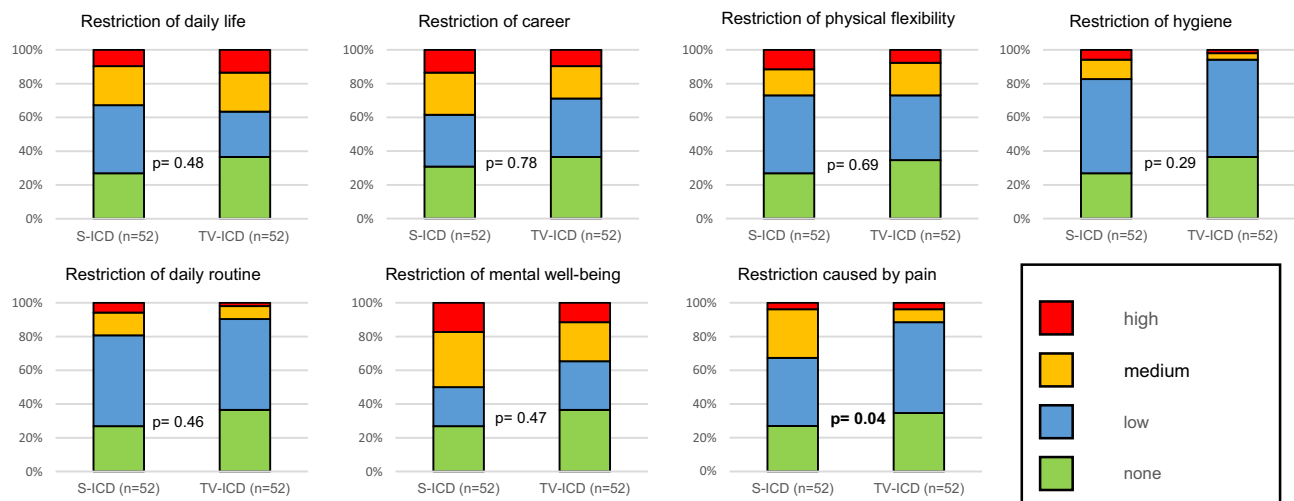 Restriction of daily life
100%
80%
60%
40%
20%
0%
p= 0.48
S-ICD (n=52) TV-ICD (n=52)
Restriction of career
100%
80%
60%
40%
20%
0%
p= 0.78
S-ICD (n=52) TV-ICD (n=52)
Restriction of physical flexibility
100%
80%
60%
40%
20%
0%
p= 0.69
S-ICD (n=52) TV-ICD (n=52)
Restriction of hygiene
100%
80%
60%
40%
20%
0%
p= 0.29
S-ICD (n=52) TV-ICD (n=52)
Restriction of daily routine
100%
80%
60%
40%
20%
0%
p= 0.46
S-ICD (n=52) TV-ICD (n=52)
Restriction of mental well-being
100%
80%
60%
40%
20%
0%
p= 0.47
S-ICD (n=52) TV-ICD (n=52)
Restriction caused by pain
100%
80%
60%
40%
20%
0%
p= 0.04
S-ICD (n=52) TV-ICD (n=52)
high
medium
low
none